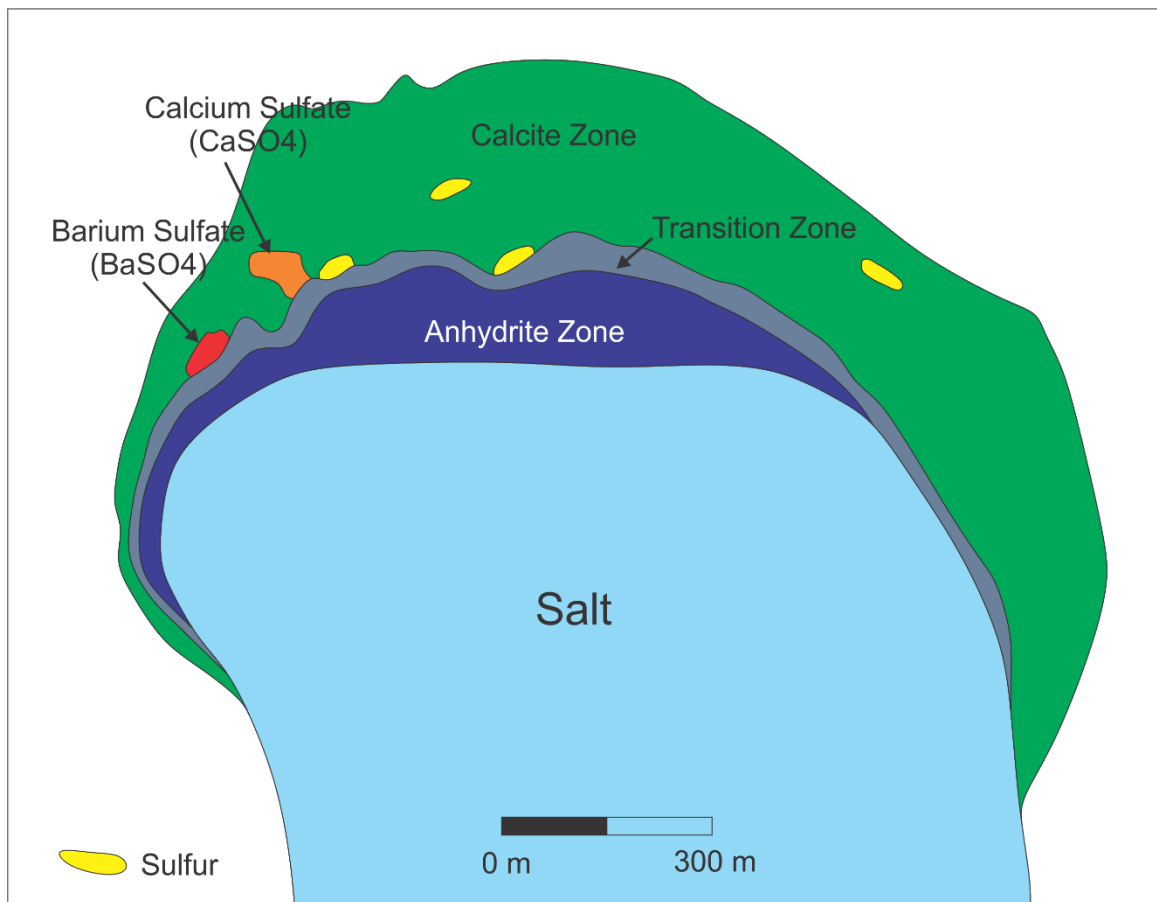 Calcium Sulfate
(CaSO4)
Calcite Zone
Barium Sulfate
(BaSO4)
Transition Zone
Anhydrite Zone
Salt
0 m
300 m
Sulfur